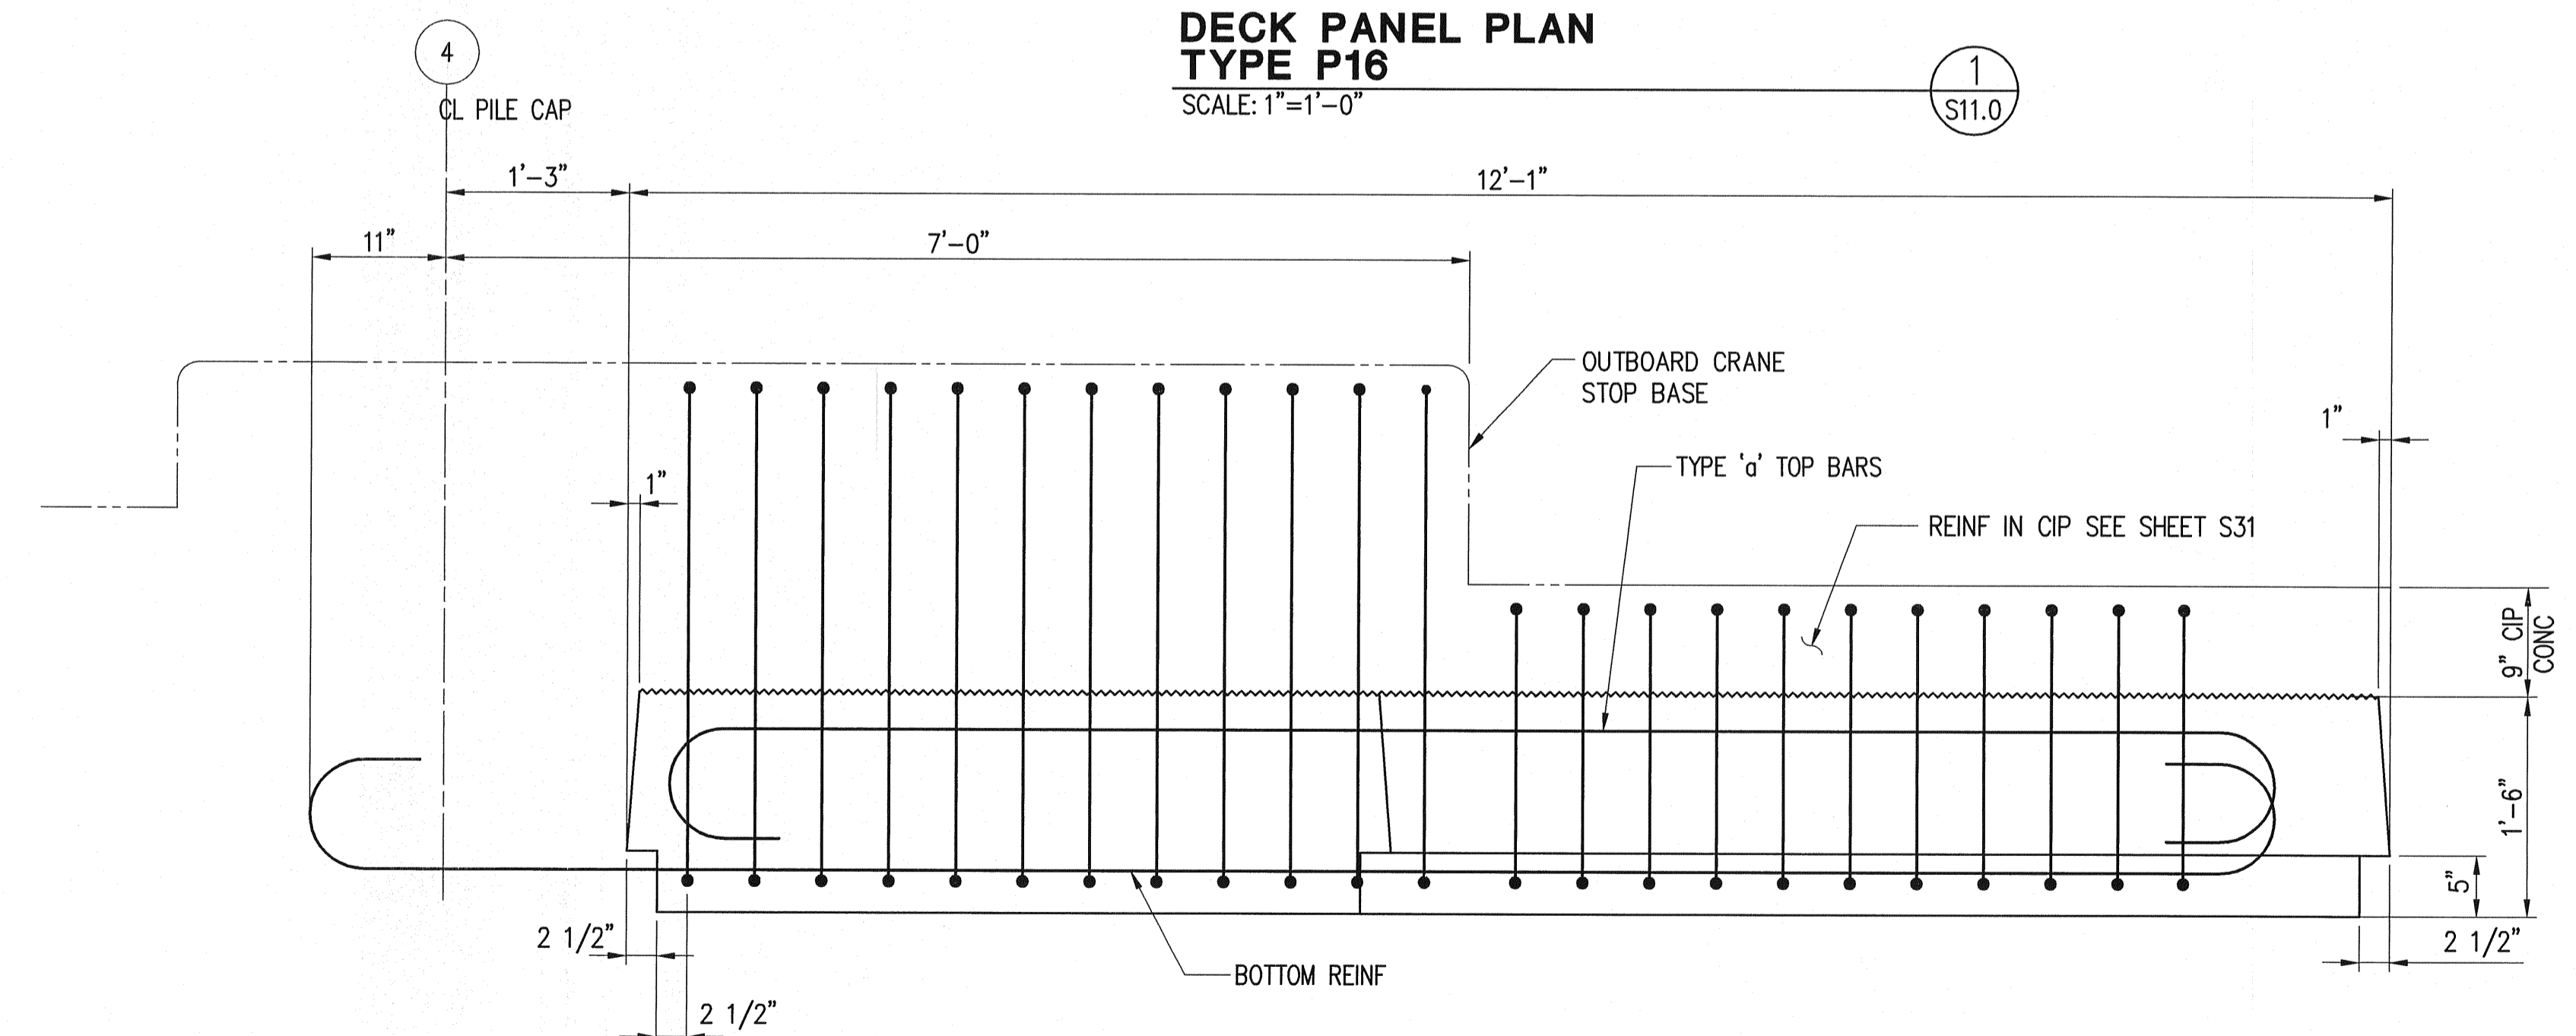 DECK PANEL PLAN
TYPE P16
SCALE: 1"=1'-0"
1
S11.0
4
CL PILE CAP
1'-3"
12'-1"
11"
7'-0"
OUTBOARD CRANE
STOP BASE
1"
TYPE 'a' TOP BARS
1"
REINF IN CIP SEE SHEET S31
9" CIP
CONC
1'-6"
5"
2 1/2"
2 1/2"
BOTTOM REINF
2 1/2"